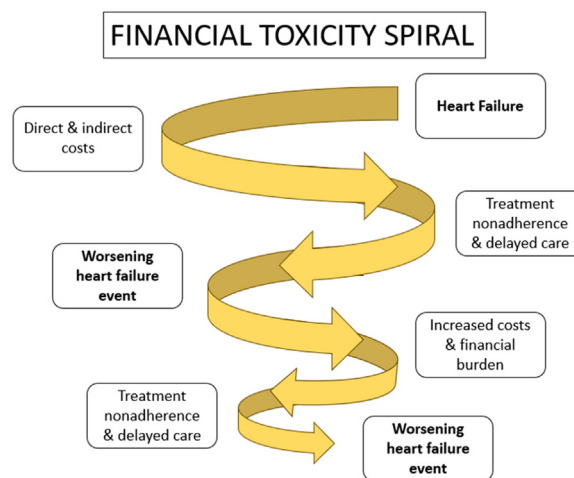 FINANCIAL TOXICITY SPIRAL
Heart Failure
Direct & indirect
costs
Treatment
nonadherence
& delayed care
Worsening
heart failure
event
Increased costs
& financial
burden
Treatment
nonadherence
& delayed care
Worsening
heart failure
event